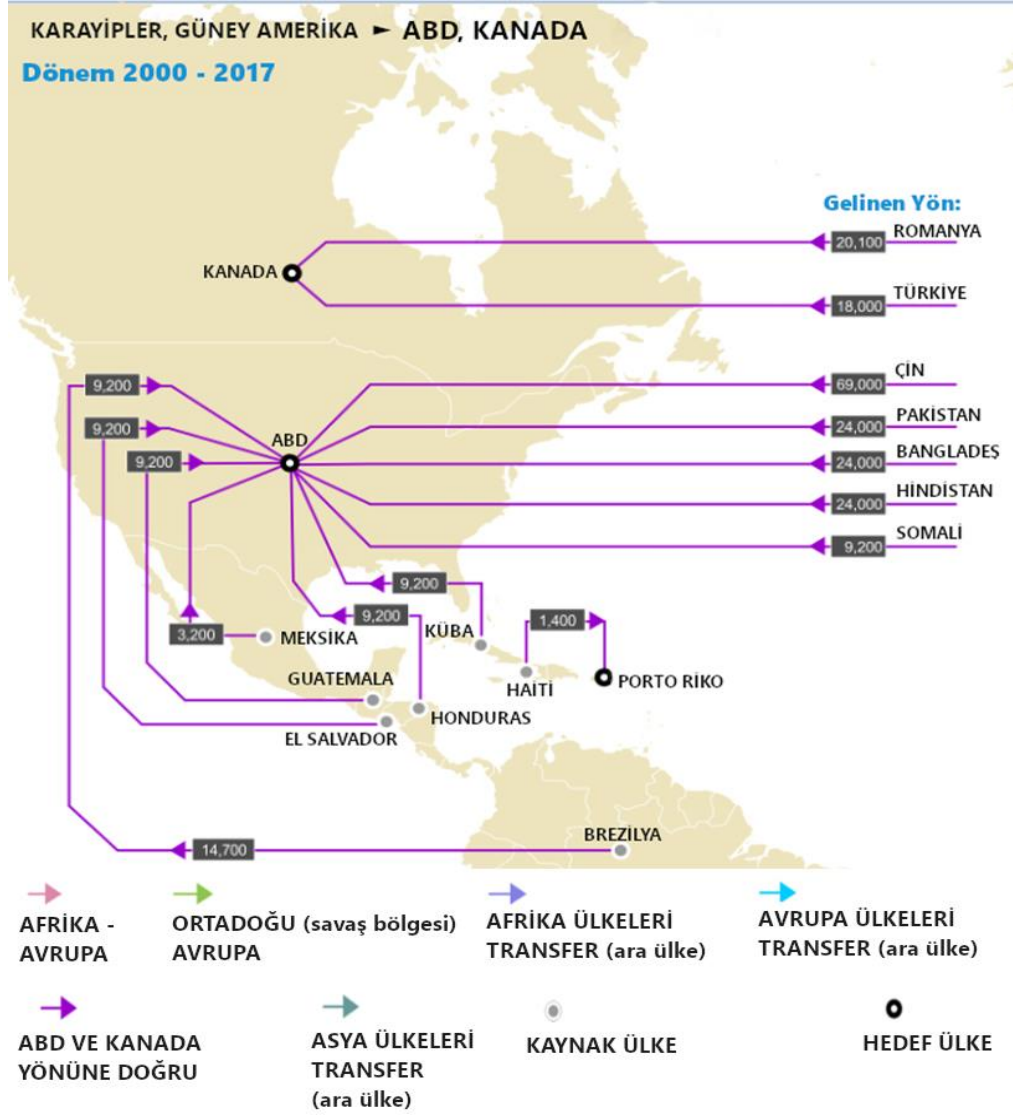 KARAYİPLER, GÜNEY AMERİKA ► ABD, KANADA
Dönem 2000 - 2017
Gelinen Yön:
ROMANYA
20,100
KANADA
TÜRKİYE
18,000
ÇİN
9,200
69,000
PAKİSTAN
9,200
24,000
ABD
BANGLADEŞ
9,200
24,000
HİNDİSTAN
24,000
SOMALİ
9,200
9,200
9,200
1,400
3,200
MEKSİKA
KÜBA
GUATEMALA
HAİTİ
PORTO RİKO
HONDURAS
EL SALVADOR
BREZİLYA
14,700
AFRİKA -
AVRUPA
ORTADOĞU (savaş bölgesi)
AVRUPA
AFRİKA ÜLKELERİ
TRANSFER (ara ülke)
AVRUPA ÜLKELERİ
TRANSFER (ara ülke)
ABD VE KANADA
YÖNÜNE DOĞRU
ASYA ÜLKELERİ
TRANSFER
(ara ülke)
KAYNAK ÜLKE
HEDEF ÜLKE